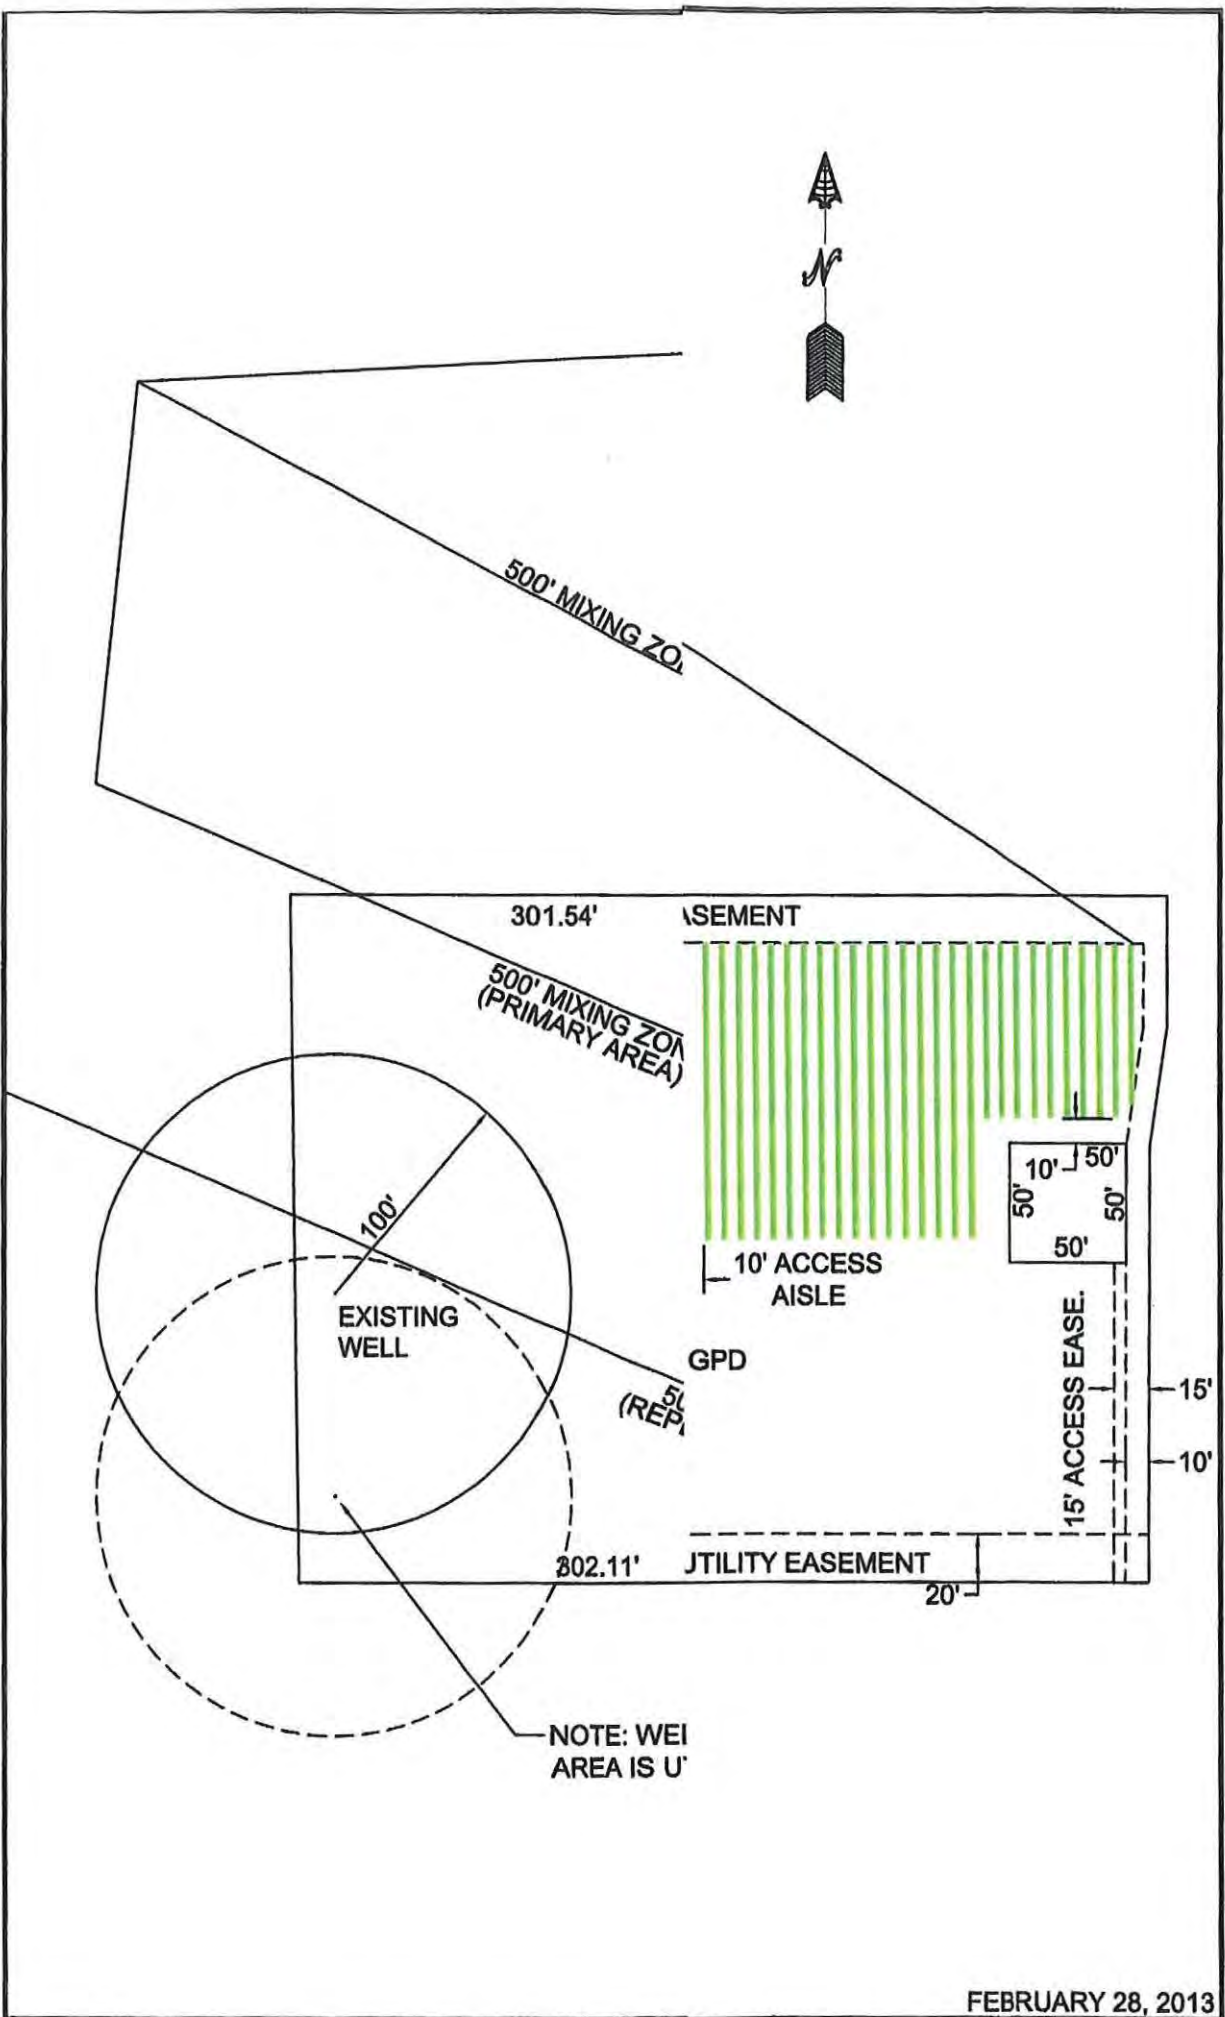 N
500' MIXING ZO
301.54'
ASEMENT
500' MIXING ZON
(PRIMARY AREA)
100'
EXISTING
WELL
10'
50'
50'
50'
50'
10' ACCESS
AISLE
GPD
(REP
15' ACCESS EASE.
15'
10'
302.11'
UTILITY EASEMENT
20'
NOTE: WEI
AREA IS U
FEBRUARY 28, 2013